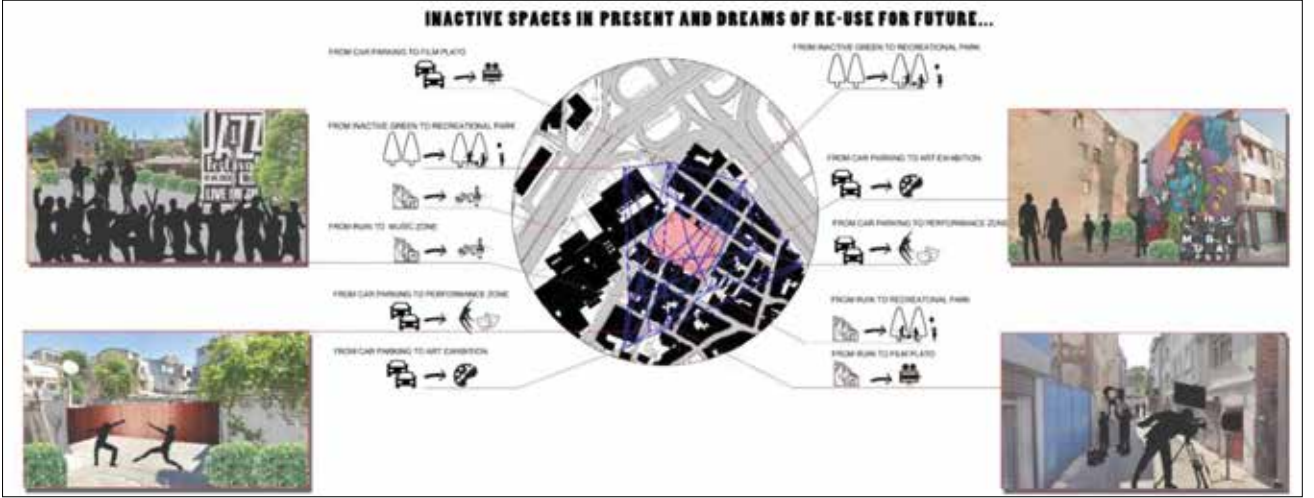 INACTIVE SPACES IN PRESENT AND DREAMS OF RE-USE FOR FUTURE...
FROM CAR PARKING TO FILM PLATO
FROM INACTIVE GREEN TO RECREATIONAL PARK
FROM RUIN TO MUSIC ZONE
FROM CAR PARKING TO PERFORMANCE ZONE
FROM CAR PARKING TO ART EXHIBITION
FROM INACTIVE GREEN TO RECREATIONAL PARK
FROM CAR PARKING TO ART EXHIBITION
FROM CAR PARKING TO PERFORMANCE ZONE
FROM RUIN TO RECREATIONAL PARK
FROM RUIN TO FILM PLATO
JAZZ